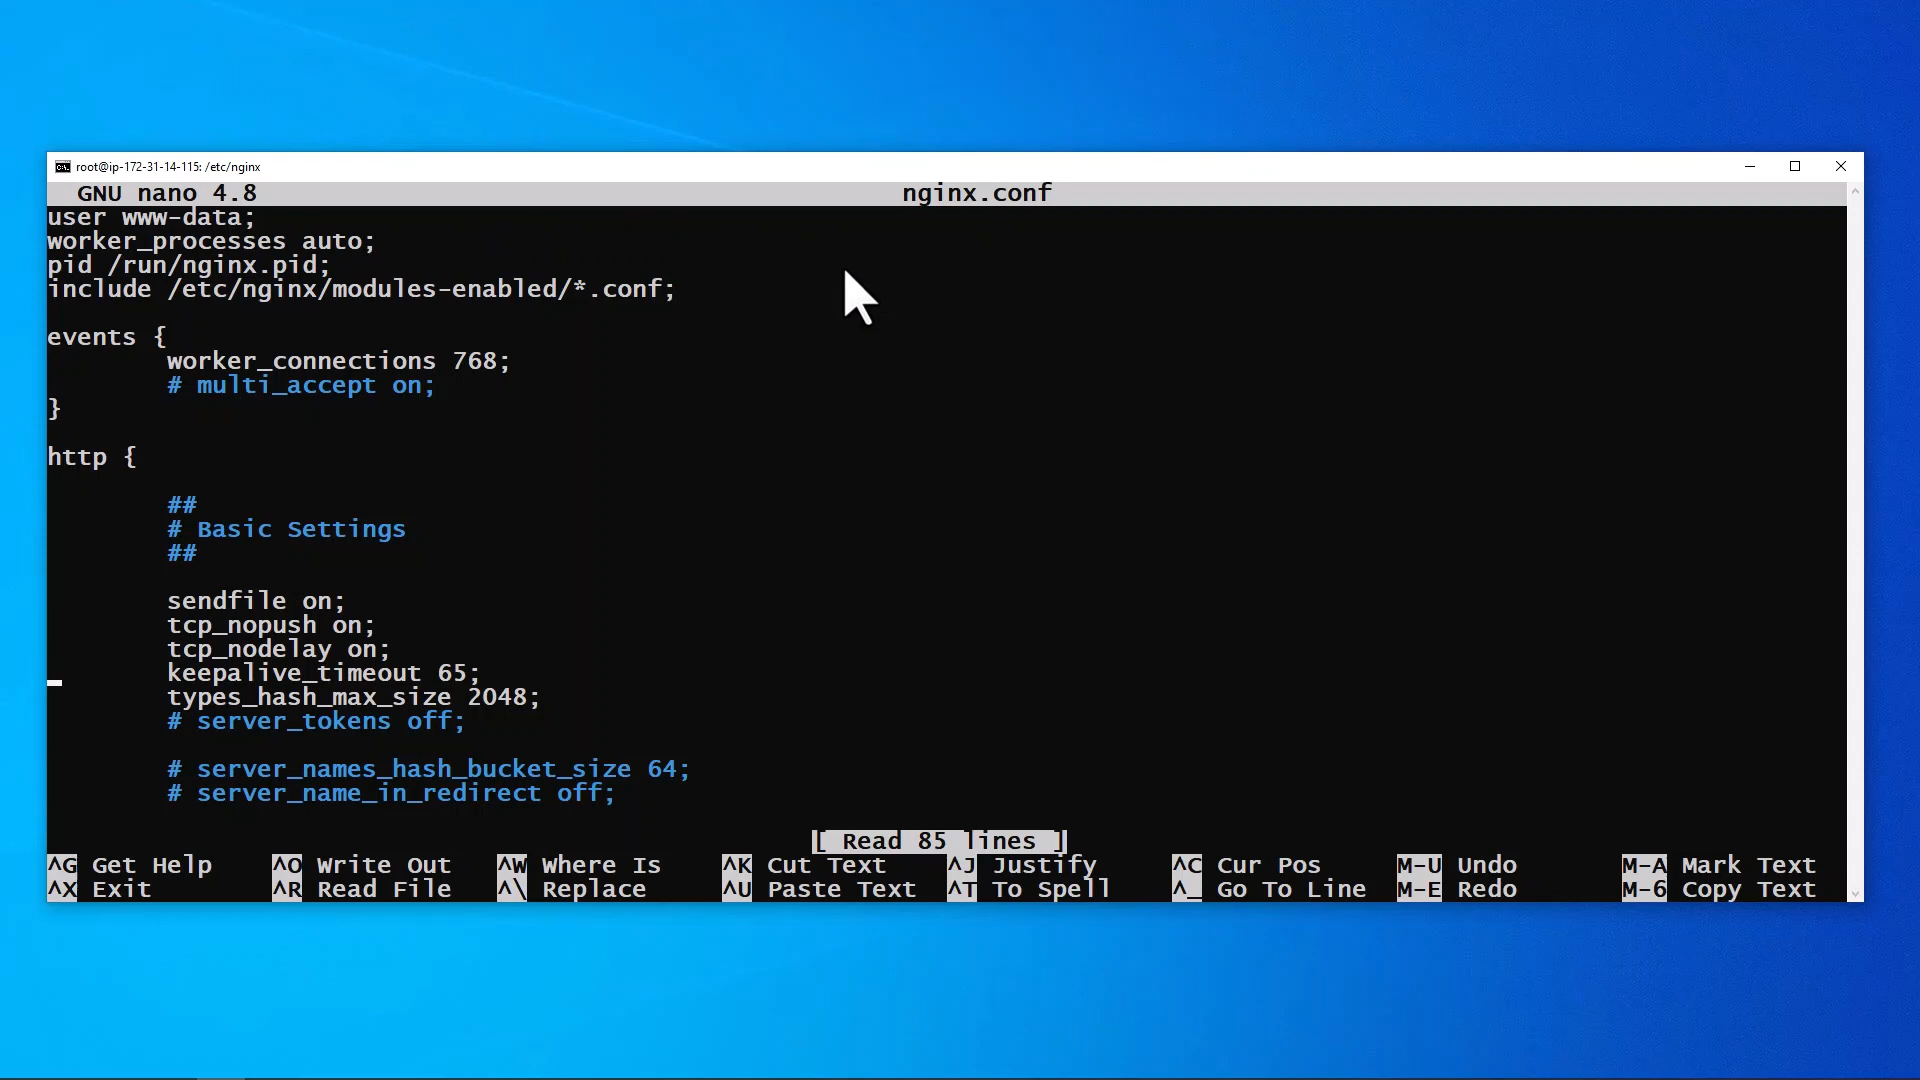 root@ip-172-31-14-115: /etc/nginx
GNU nano 4.8 nginx.conf
user www-data;
worker_processes auto;
pid /run/nginx.pid;
include /etc/nginx/modules-enabled/*.conf;
events {
worker_connections 768;
# multi_accept on;
}
http {
##
# Basic Settings
##
sendfile on;
tcp_nopush on;
tcp_nodelay on;
keepalive_timeout 65;
types_hash_max_size 2048;
# server_tokens off;
# server_names_hash_bucket_size 64;
# server_name_in_redirect off;
[ Read 85 lines ]
^G Get Help ^O Write Out ^W Where Is ^K Cut Text ^J Justify ^C Cur Pos M-U Undo M-A Mark Text
^X Exit ^R Read File ^\ Replace ^U Paste Text ^T To Spell ^_ Go To Line M-E Redo M-6 Copy Text